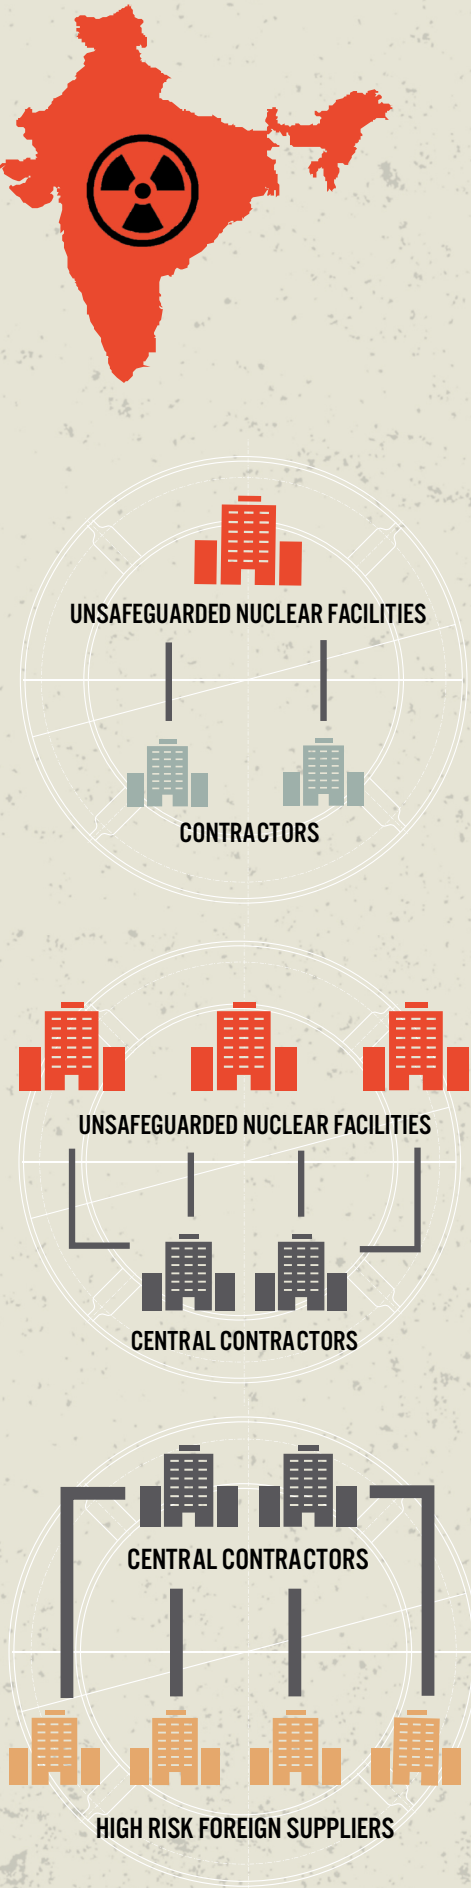 UNSAFEGUARDED NUCLEAR FACILITIES
CONTRACTORS
UNSAFEGUARDED NUCLEAR FACILITIES
CENTRAL CONTRACTORS
CENTRAL CONTRACTORS
HIGH RISK FOREIGN SUPPLIERS